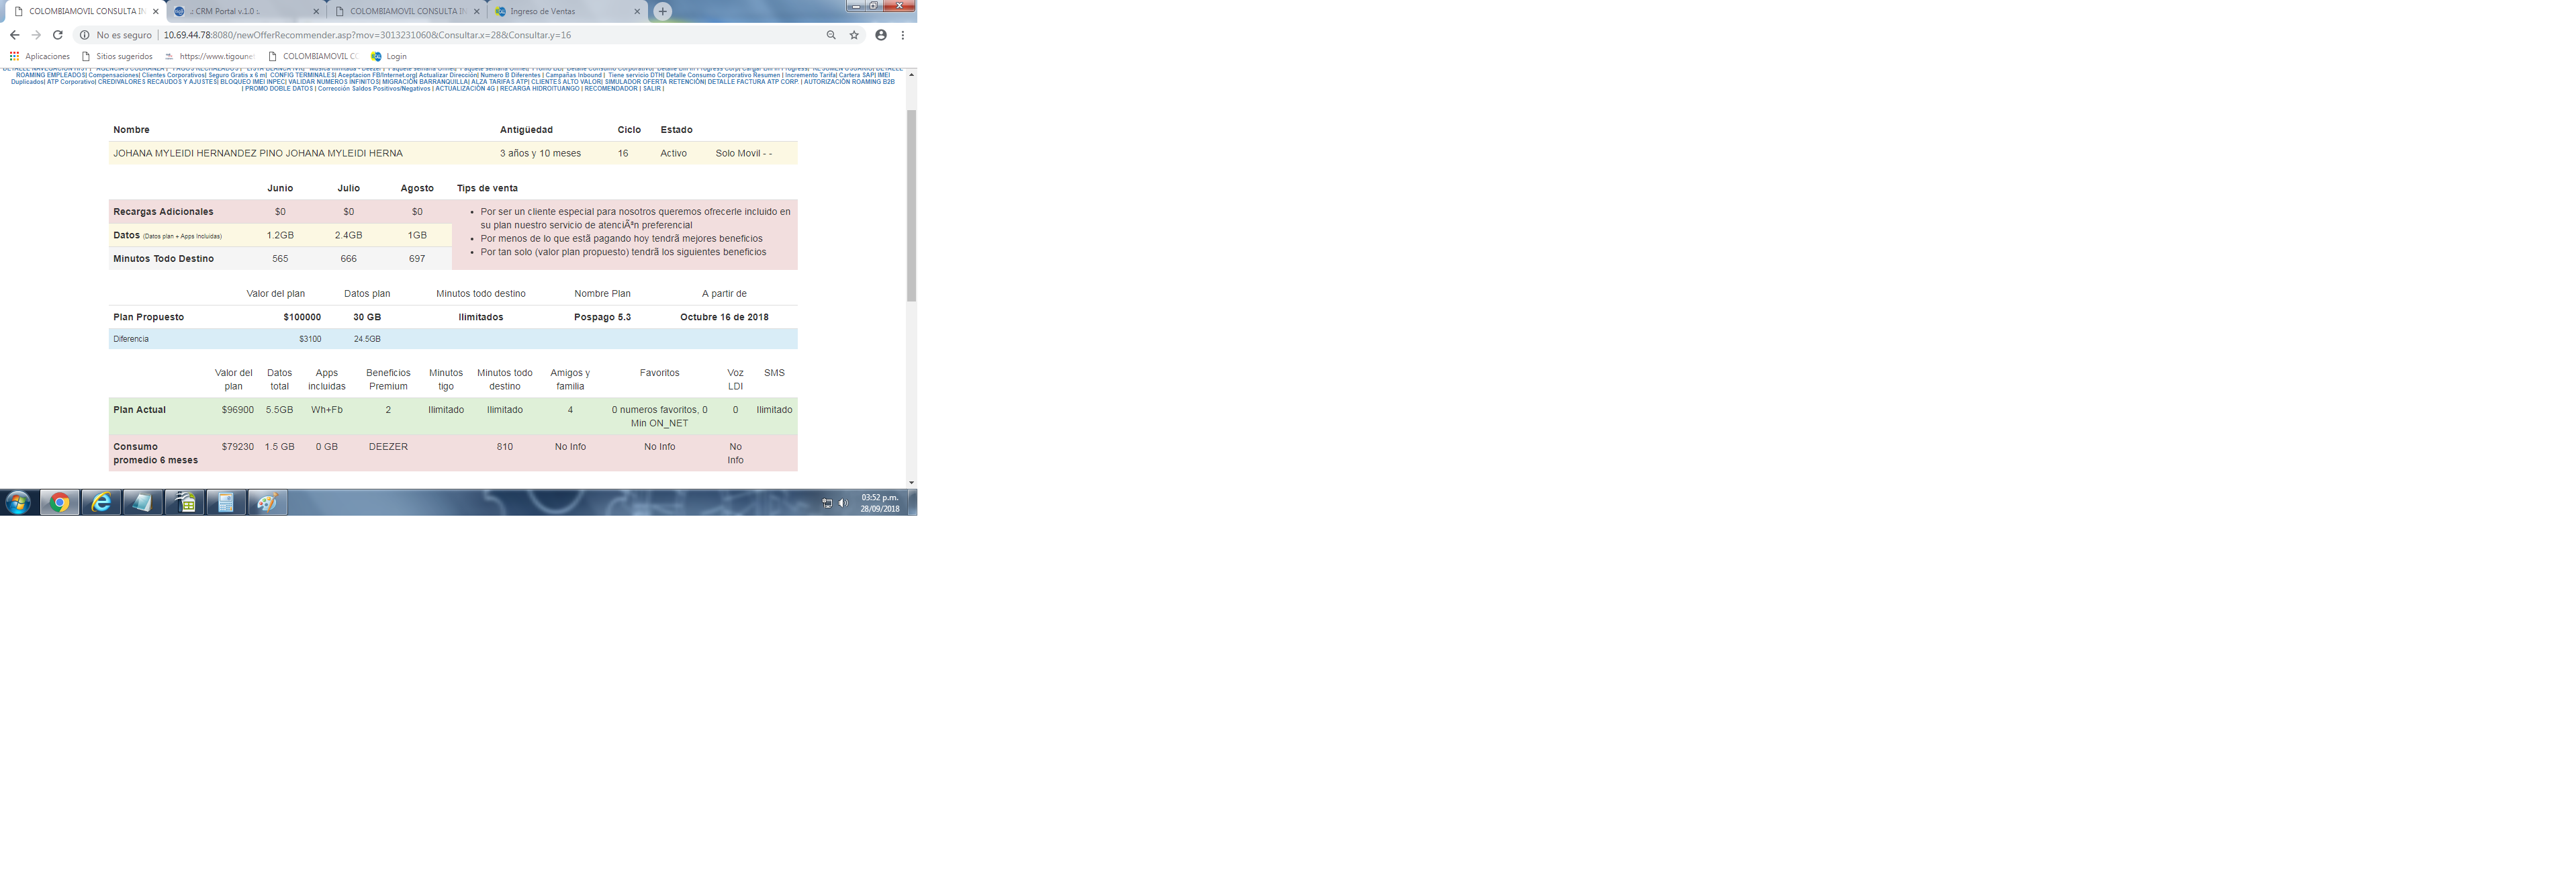 COLOMBIAMOVIL CONSULTA IN
.: CRM Portal v.1.0 :.
COLOMBIAMOVIL CONSULTA IN
Ingreso de Ventas
No es seguro | 10.69.44.78:8080/newOfferRecommender.asp?mov=3013231060&Consultar.x=28&Consultar.y=16
Aplicaciones Sitios sugeridos https://www.tigoune COLOMBIAMOVIL CO Login
ROAMING EMPLEADOS| Compensaciones| Clientes Corporativos| Seguro Gratis x 6 m| CONFIG TERMINALES| Aceptacion FB/Internet.org| Actualizar Dirección| Numero B Diferentes | Campañas Inbound | Tiene servicio DTH| Detalle Consumo Corporativo Resumen | Incremento Tarifa| Cartera SAP| IMEI
Duplicados| ATP Corporativo| CREDIVALORES RECAUDOS Y AJUSTES| BLOQUEO IMEI INPEC| VALIDAR NUMEROS INFINITOS| MIGRACIÓN BARRANQUILLA| ALZA TARIFAS ATP| CLIENTES ALTO VALOR| SIMULADOR OFERTA RETENCIÓN| DETALLE FACTURA ATP CORP. | AUTORIZACIÓN ROAMING B2B
| PROMO DOBLE DATOS | Corrección Saldos Positivos/Negativos | ACTUALIZACIÓN 4G | RECARGA HIDROITUANGO | RECOMENDADOR | SALIR |
Nombre Antigüedad Ciclo Estado
JOHANA MYLEIDI HERNANDEZ PINO JOHANA MYLEIDI HERNA 3 años y 10 meses 16 Activo Solo Movil - -
Junio Julio Agosto Tips de venta
Recargas Adicionales $0 $0 $0
Datos (Datos plan + Apps Incluidas) 1.2GB 2.4GB 1GB
Minutos Todo Destino 565 666 697
• Por ser un cliente especial para nosotros queremos ofrecerle incluido en
su plan nuestro servicio de atenciÃªn preferencial
• Por menos de lo que estã pagando hoy tendrã mejores beneficios
• Por tan solo (valor plan propuesto) tendrã los siguientes beneficios
Valor del plan Datos plan Minutos todo destino Nombre Plan A partir de
Plan Propuesto $100000 30 GB Ilimitados Pospago 5.3 Octubre 16 de 2018
Diferencia $3100 24.5GB
Valor del Datos Apps Beneficios Minutos Minutos todo Amigos y Favoritos Voz SMS
plan total incluidas Premium tigo destino familia LDI
Plan Actual $96900 5.5GB Wh+Fb 2 Ilimitado Ilimitado 4 0 numeros favoritos, 0 0 Ilimitado
Min ON_NET
Consumo $79230 1.5 GB 0 GB DEEZER 810 No Info No Info No
promedio 6 meses Info
03:52 p.m.
28/09/2018